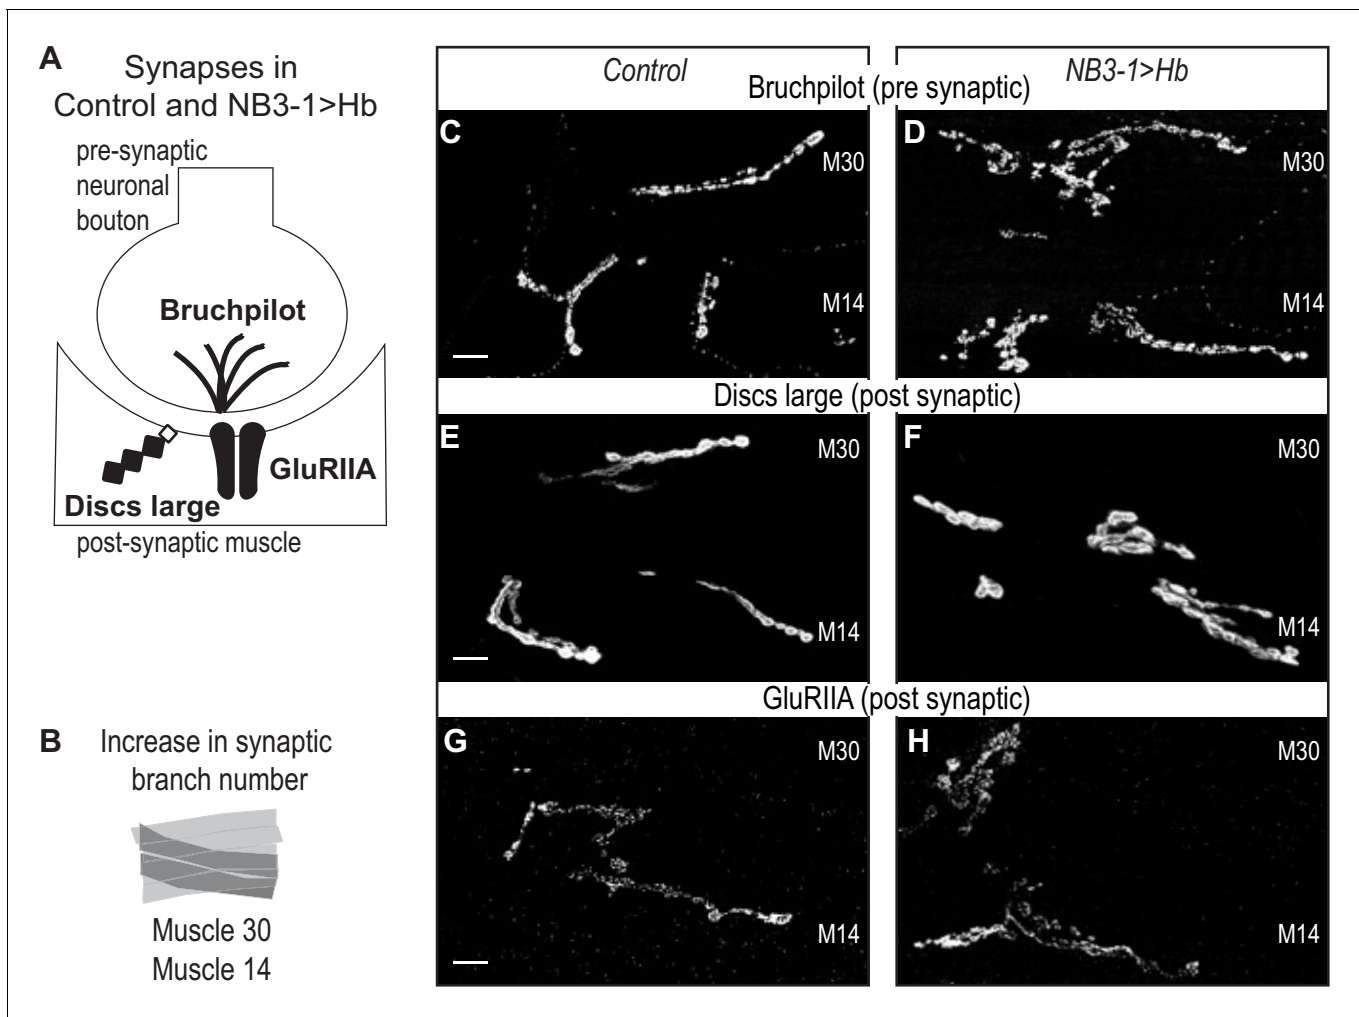 A
Synapses in
Control and NB3-1>Hb
pre-synaptic
neuronal
bouton
Bruchpilot
GluRIIA
Discs large
post-synaptic muscle
B
Increase in synaptic
branch number
Muscle 30
Muscle 14
Control
NB3-1>Hb
Bruchpilot (pre synaptic)
C
M30
M14
D
M30
M14
Discs large (post synaptic)
E
M30
M14
F
M30
M14
GluRIIA (post synaptic)
G
M30
M14
H
M30
M14